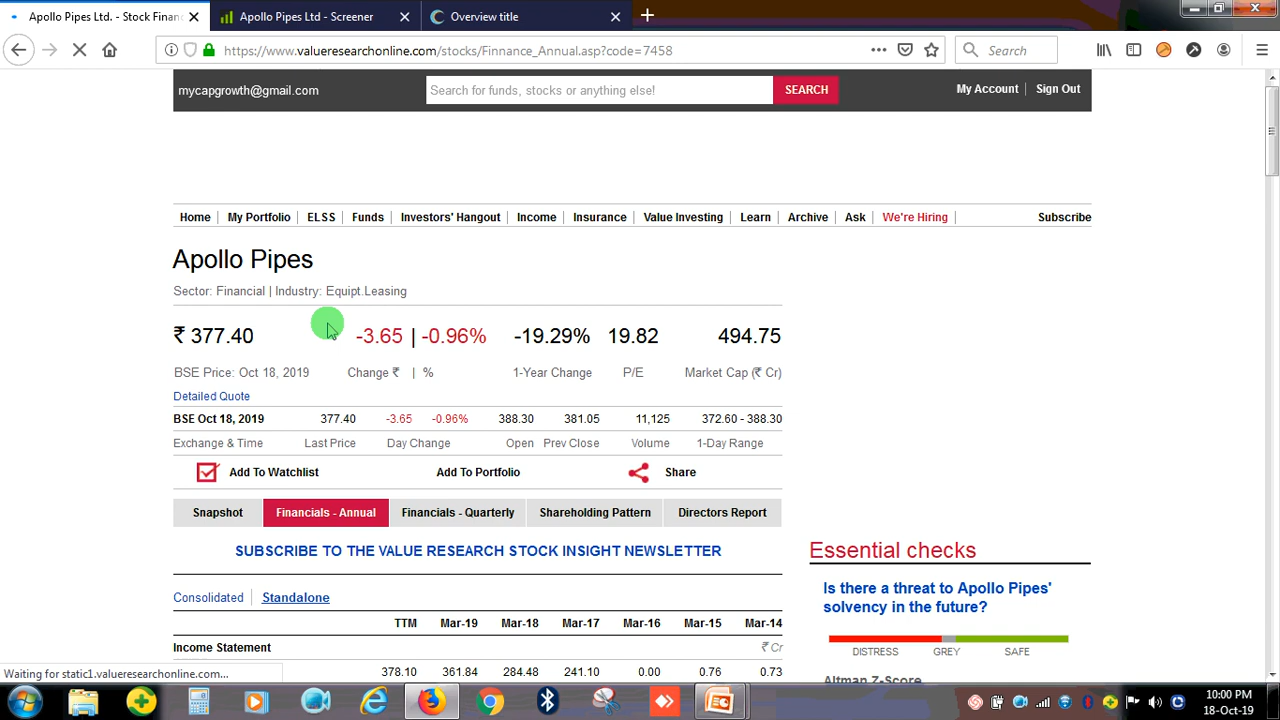 Apollo Pipes Ltd. - Stock Finan
Apollo Pipes Ltd - Screener
Overview title
https://www.valueresearchonline.com/stocks/Finnance_Annual.asp?code=7458
Search
mycapgrowth@gmail.com
Search for funds, stocks or anything else!
SEARCH
My Account
Sign Out
Home
My Portfolio
ELSS
Funds
Investors' Hangout
Income
Insurance
Value Investing
Learn
Archive
Ask
We're Hiring
Subscribe
Apollo Pipes
Sector: Financial | Industry: Equipt.Leasing
₹ 377.40 -3.65 | -0.96% -19.29% 19.82 494.75
BSE Price: Oct 18, 2019 Change ₹ | % 1-Year Change P/E Market Cap (₹ Cr)
Detailed Quote
BSE Oct 18, 2019 377.40 -3.65 -0.96% 388.30 381.05 11,125 372.60 - 388.30
Exchange & Time Last Price Day Change Open Prev Close Volume 1-Day Range
Add To Watchlist
Add To Portfolio
Share
Snapshot
Financials - Annual
Financials - Quarterly
Shareholding Pattern
Directors Report
SUBSCRIBE TO THE VALUE RESEARCH STOCK INSIGHT NEWSLETTER
Consolidated
Standalone
TTM Mar-19 Mar-18 Mar-17 Mar-16 Mar-15 Mar-14
Income Statement ₹ Cr
378.10 361.84 284.48 241.10 0.00 0.76 0.73
Essential checks
Is there a threat to Apollo Pipes'
solvency in the future?
DISTRESS GREY SAFE
Altman Z-Score
Waiting for static1.valueresearchonline.com...
10:00 PM
18-Oct-19